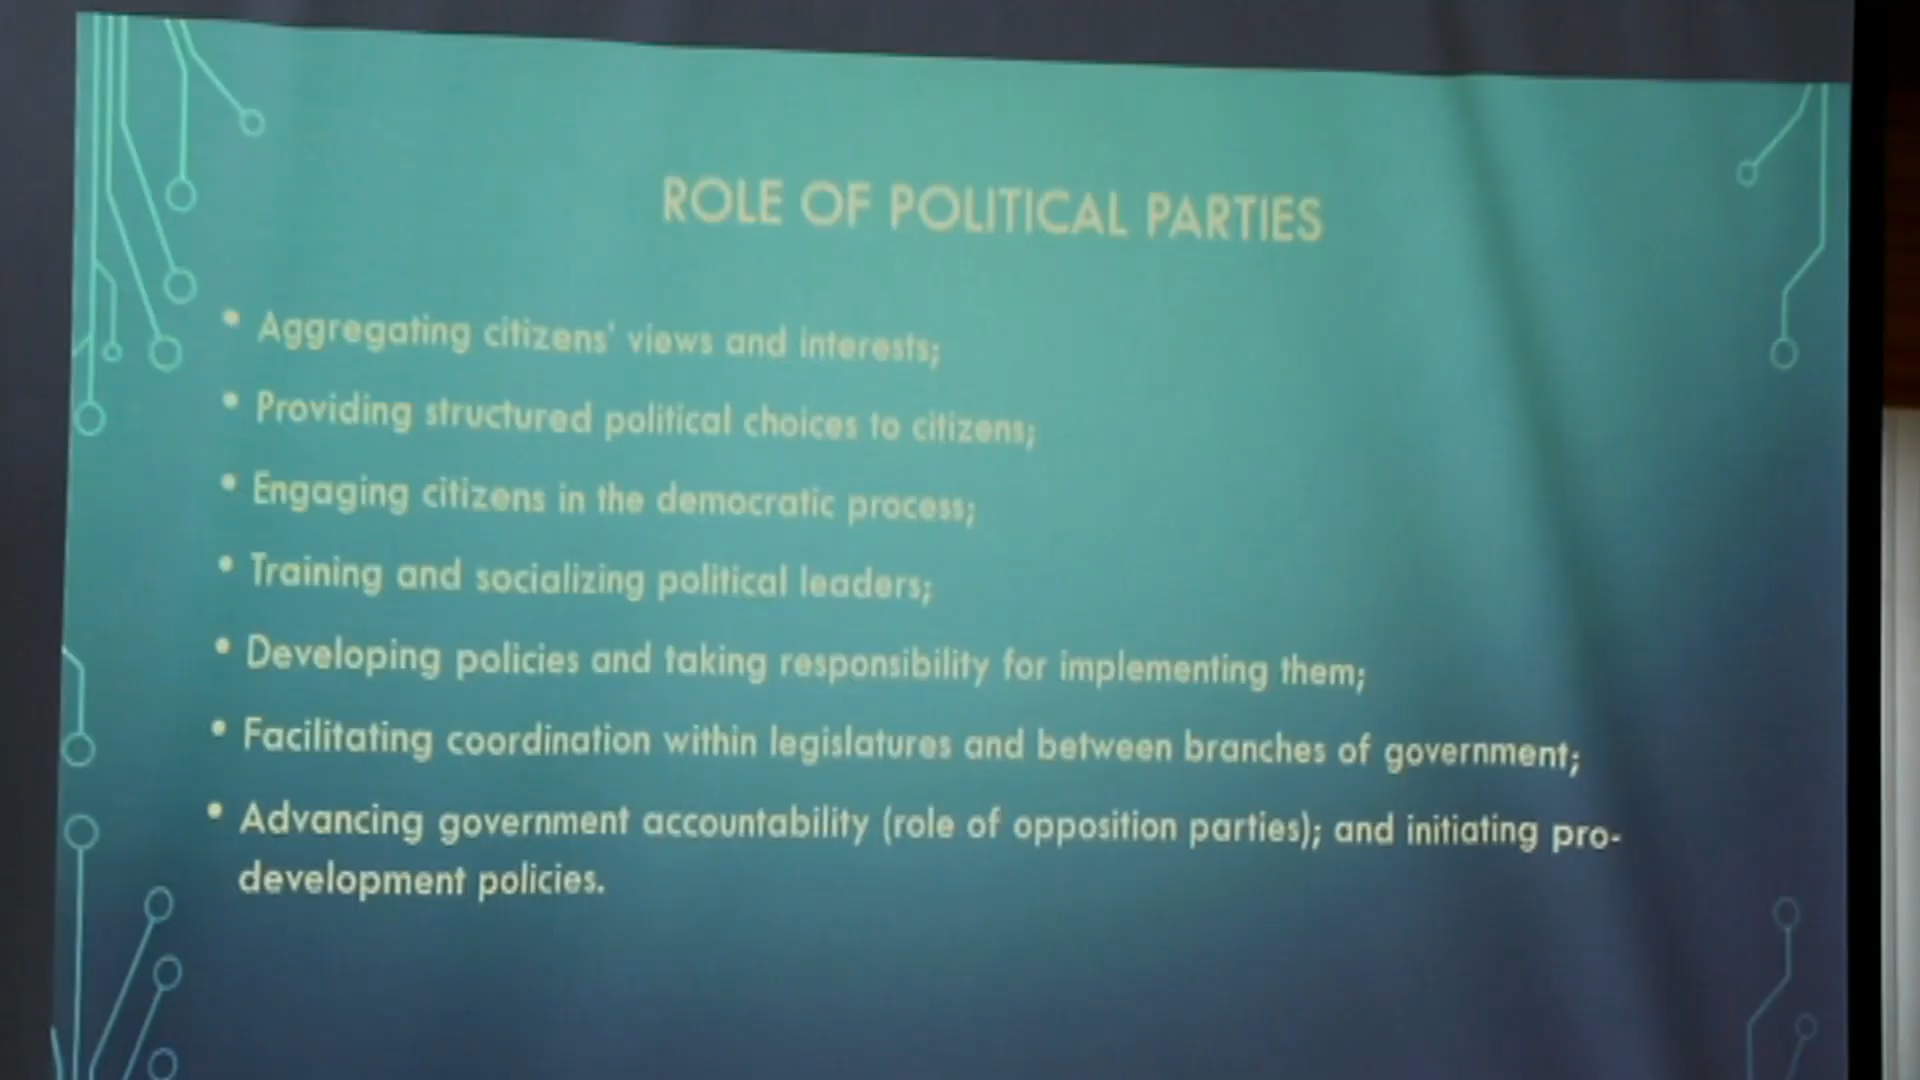 ROLE OF POLITICAL PARTIES
• Aggregating citizens' views and interests;
• Providing structured political choices to citizens;
• Engaging citizens in the democratic process;
• Training and socializing political leaders;
• Developing policies and taking responsibility for implementing them;
• Facilitating coordination within legislatures and between branches of government;
• Advancing government accountability (role of opposition parties); and initiating pro-
development policies.